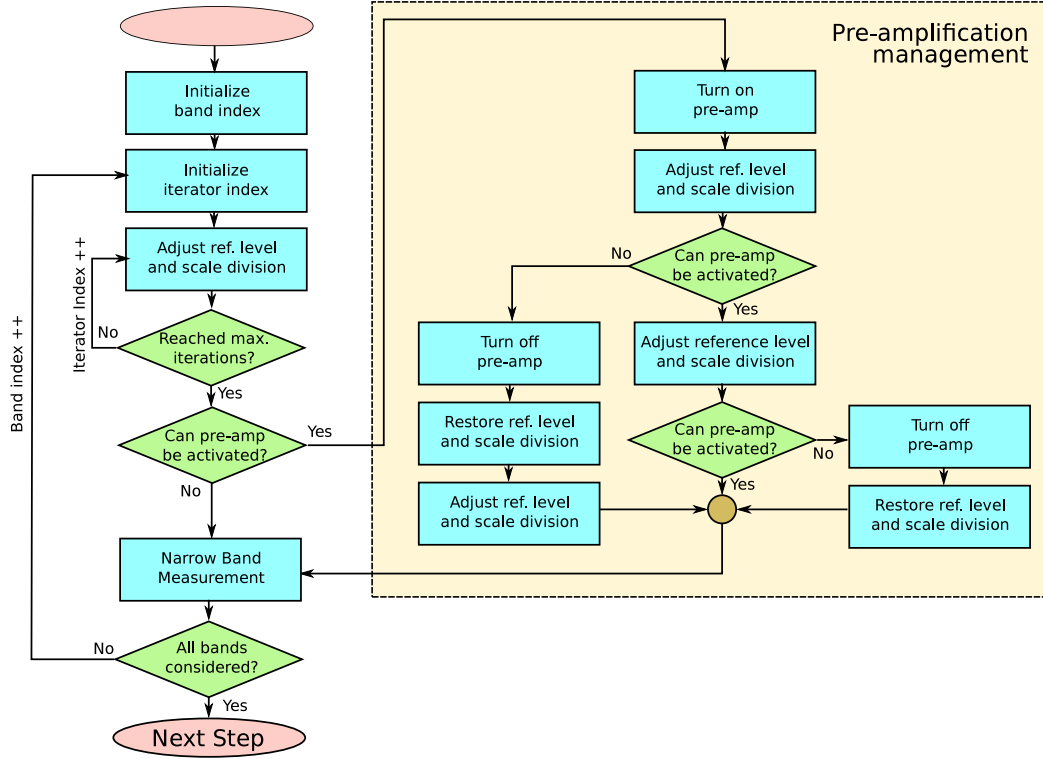 Pre-amplification
management
Initialize
band index
Initialize
iterator index
Adjust ref. level
and scale division
Iterator Index ++
Band index ++
No
Reached max.
iterations?
Yes
Can pre-amp
be activated?
Yes
No
Narrow Band
Measurement
No
All bands
considered?
Yes
Next Step
Turn on
pre-amp
Adjust ref. level
and scale division
No
Can pre-amp
be activated?
Yes
Turn off
pre-amp
Restore ref. level
and scale division
Adjust ref. level
and scale division
Adjust reference level
and scale division
Can pre-amp
be activated?
No
Yes
Turn off
pre-amp
Restore ref. level
and scale division